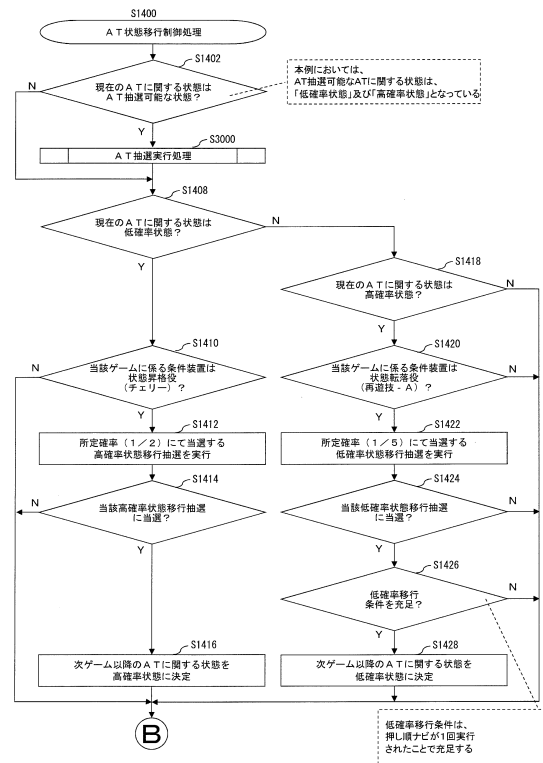 S1400
AT状態移行制御処理
S1402
現在のATに関する状態は
AT抽選可能な状態?
N
Y
本例においては、
AT抽選可能なATに関する状態は、
「低確率状態」及び「高確率状態」となっている
S3000
AT抽選実行処理
S1408
現在のATに関する状態は
低確率状態?
N
Y
S1418
現在のATに関する状態は
高確率状態?
N
Y
S1410
当該ゲームに係る条件装置は
状態昇格役
(チェリー)?
N
Y
S1420
当該ゲームに係る条件装置は
状態転落役
(再遊技-A)?
N
Y
S1412
所定確率(1/2)にて当選する
高確率状態移行抽選を実行
S1422
所定確率(1/5)にて当選する
低確率状態移行抽選を実行
S1414
当該高確率状態移行抽選
に当選?
N
Y
S1424
当該低確率状態移行抽選
に当選?
N
Y
S1426
低確率移行
条件を充足?
N
Y
S1416
次ゲーム以降のATに関する状態を
高確率状態に決定
S1428
次ゲーム以降のATに関する状態を
低確率状態に決定
B
低確率移行条件は、
押し順ナビが1回実行
されたことで充足する